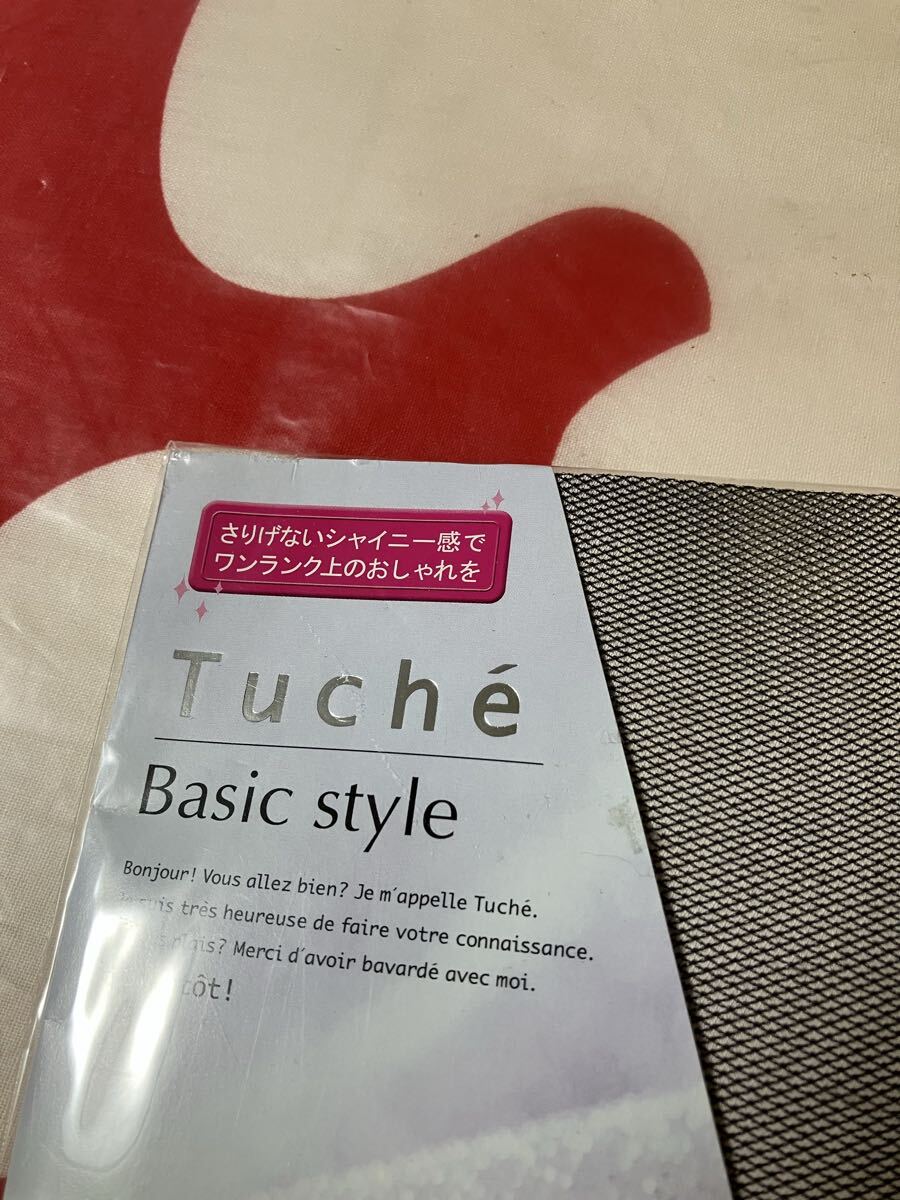 さりげないシャイニー感で
ワンランク上のおしゃれを
Tuché
Basic style
Bonjour! Vous allez bien? Je m'appelle Tuché.
suis très heureuse de faire votre connaissance.
Merci d'avoir bavardé avec moi.